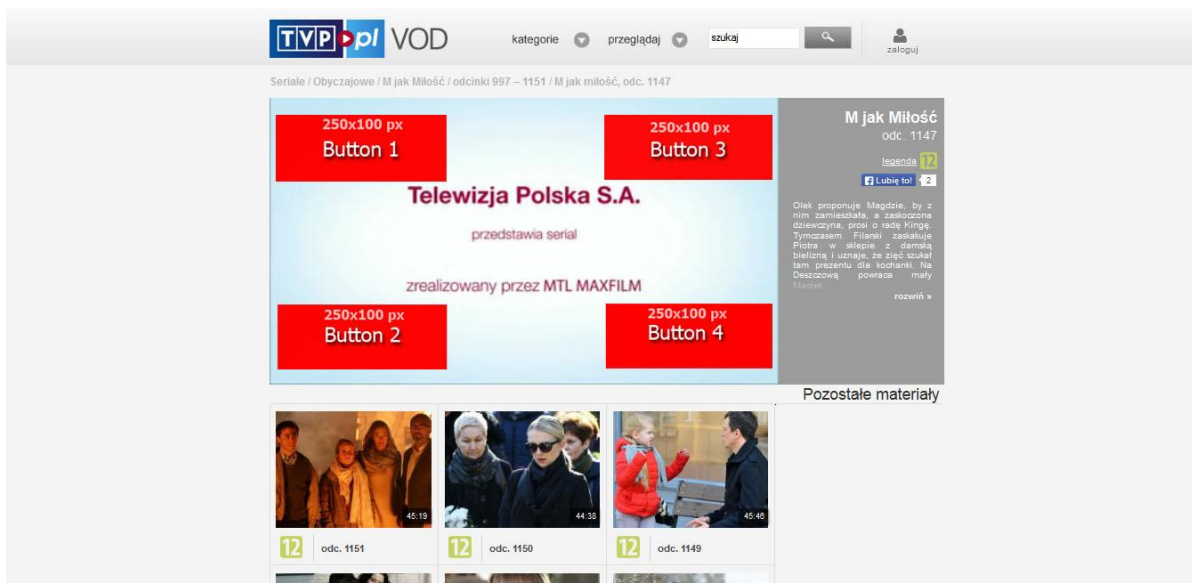 TVP pl VOD
kategorie
przeglądaj
szukaj
zaloguj
Seriale / Obyczajowe / M jak Miłość / odcinki 997 – 1151 / M jak miłość, odc. 1147
250x100 px
Button 1
250x100 px
Button 3
Telewizja Polska S.A.
przedstawia serial
zrealizowany przez MTL MAXFILM
250x100 px
Button 2
250x100 px
Button 4
M jak Miłość
odc. 1147
legenda 12
Lubię to! 2
Olek proponuje Magdzie, by z
nim zamieszkała, a zaskoczona
dziewczyna, prosi o radę Kingę.
Tymczasem Filarski zaskakuje
Piotra w sklepie z damską
bielizną i uznaje, że zięć szukał
tam prezentu dla kochanki. Na
Deszczową powraca mały
Maciek.
rozwiń »
Pozostałe materiały
45:19
44:38
45:46
12 odc. 1151
12 odc. 1150
12 odc. 1149